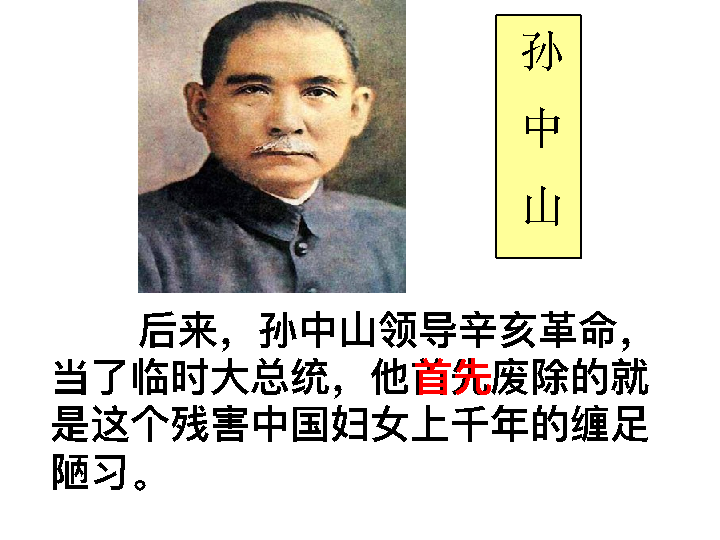 孙中山
后来，孙中山领导辛亥革命，
当了临时大总统，他首先废除的就
是这个残害中国妇女上千年的缠足
陋习。